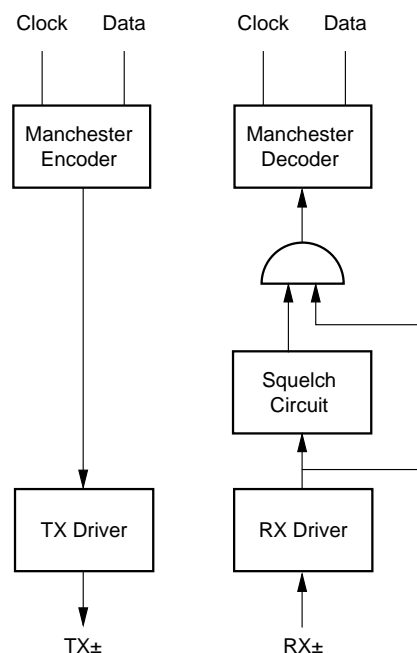 Clock Data Clock Data
Manchester Encoder
Manchester Decoder
Squelch Circuit
TX Driver RX Driver
TX± RX±